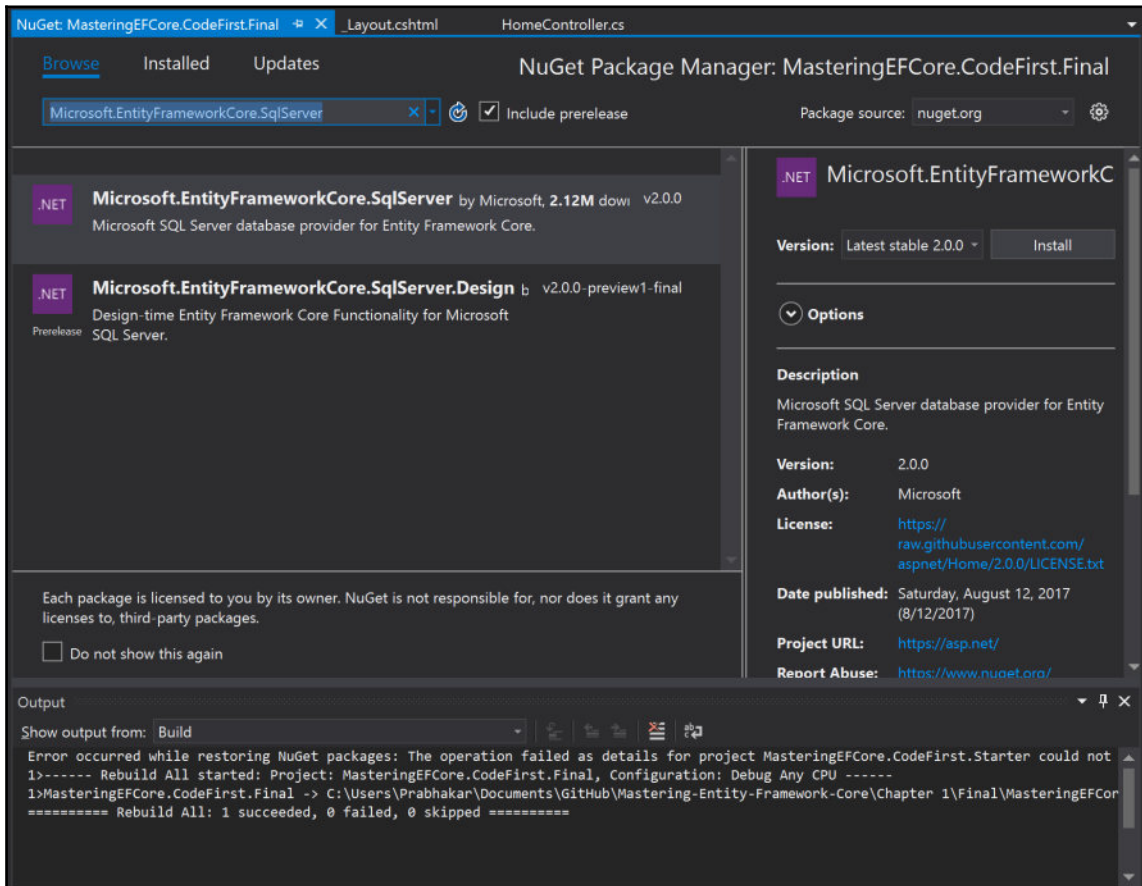 NuGet: MasteringEFCore.CodeFirst.Final _Layout.cshtml HomeController.cs
Browse Installed Updates
NuGet Package Manager: MasteringEFCore.CodeFirst.Final
Microsoft.EntityFrameworkCore.SqlServer
Include prerelease
Package source: nuget.org
.NET
Microsoft.EntityFrameworkCore.SqlServer by Microsoft, 2.12M dow v2.0.0
Microsoft SQL Server database provider for Entity Framework Core.
.NET
Prerelease
Microsoft.EntityFrameworkCore.SqlServer.Design b v2.0.0-preview1-final
Design-time Entity Framework Core Functionality for Microsoft
SQL Server.
Each package is licensed to you by its owner. NuGet is not responsible for, nor does it grant any
licenses to, third-party packages.
Do not show this again
.NET Microsoft.EntityFrameworkC
Version: Latest stable 2.0.0 Install
Options
Description
Microsoft SQL Server database provider for Entity
Framework Core.
Version: 2.0.0
Author(s): Microsoft
License: https://
raw.githubusercontent.com/
aspnet/Home/2.0.0/LICENSE.txt
Date published: Saturday, August 12, 2017
(8/12/2017)
Project URL: https://asp.net/
Report Abuse: https://www.nuget.org/
Output
Show output from: Build
Error occurred while restoring NuGet packages: The operation failed as details for project MasteringEFCore.CodeFirst.Starter could not
1>------ Rebuild All started: Project: MasteringEFCore.CodeFirst.Final, Configuration: Debug Any CPU ------
1>MasteringEFCore.CodeFirst.Final -> C:\Users\Prabhakar\Documents\GitHub\Mastering-Entity-Framework-Core\Chapter 1\Final\MasteringEFCor
========== Rebuild All: 1 succeeded, 0 failed, 0 skipped ==========